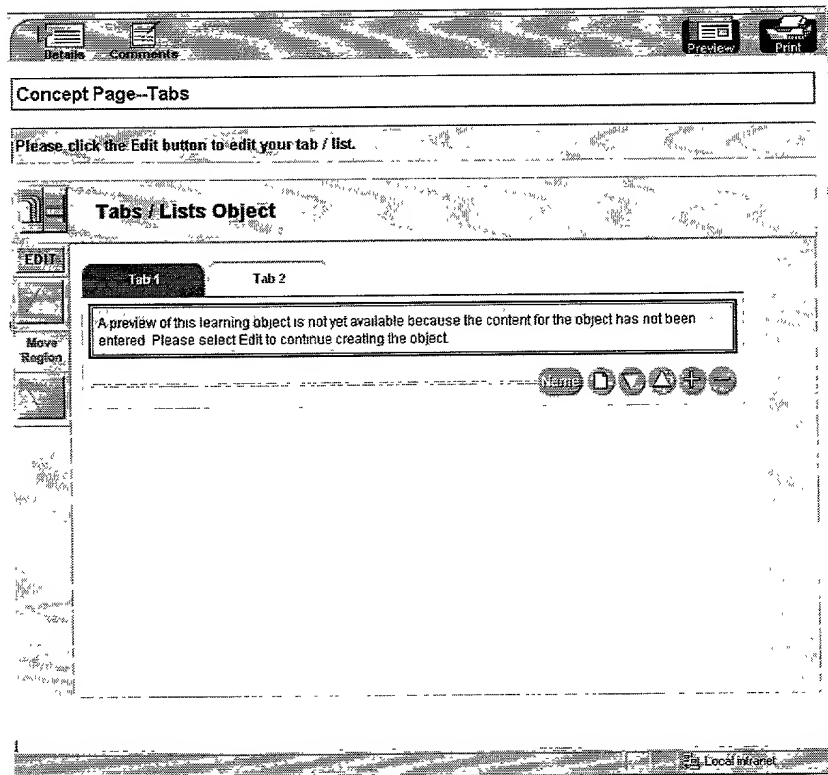 Details Comments Preview Print
Concept Page--Tabs
Please click the Edit button to edit your tab / list.
Tabs / Lists Object
EDIT
Tab 1 Tab 2
A preview of this learning object is not yet available because the content for the object has not been
entered Please select Edit to continue creating the object
Move
Region
Name
1
Local intranet